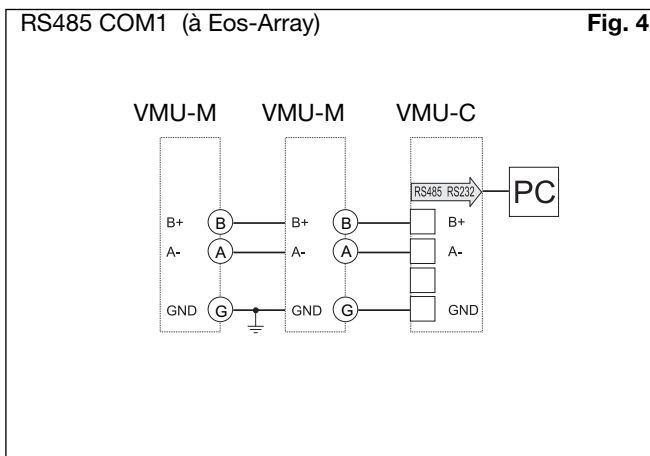 RS485 COM1 (à Eos-Array) Fig. 4
VMU-M VMU-M VMU-C
RS485 RS232 PC
B+ B B+ B B+
A- A A- A A-
GND G GND G GND